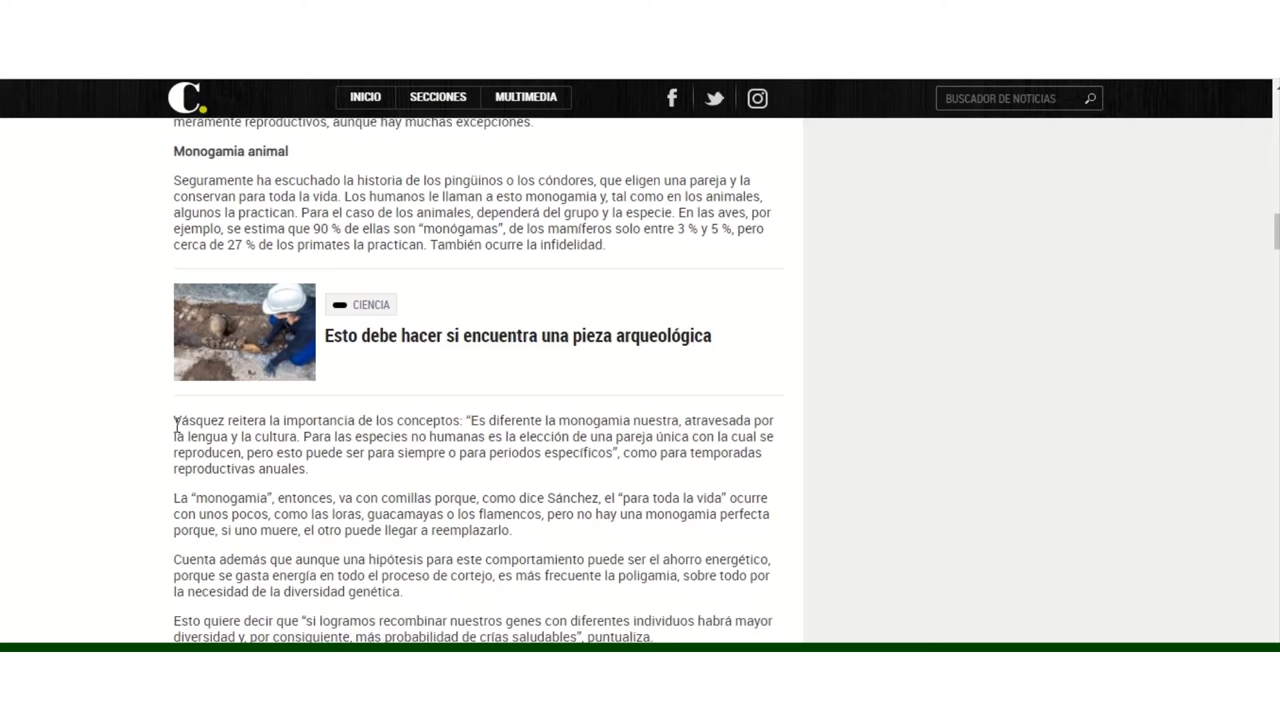 C.
INICIO
SECCIONES
MULTIMEDIA
BUSCADOR DE NOTICIAS
meramente reproductivos, aunque hay muchas excepciones.
Monogamia animal
Seguramente ha escuchado la historia de los pingüinos o los cóndores, que eligen una pareja y la
conservan para toda la vida. Los humanos le llaman a esto monogamia y, tal como en los animales,
algunos la practican. Para el caso de los animales, dependerá del grupo y la especie. En las aves, por
ejemplo, se estima que 90 % de ellas son “monógamas”, de los mamíferos solo entre 3 % y 5 %, pero
cerca de 27 % de los primates la practican. También ocurre la infidelidad.
CIENCIA
Esto debe hacer si encuentra una pieza arqueológica
Vásquez reitera la importancia de los conceptos: “Es diferente la monogamia nuestra, atravesada por
la lengua y la cultura. Para las especies no humanas es la elección de una pareja única con la cual se
reproducen, pero esto puede ser para siempre o para periodos específicos”, como para temporadas
reproductivas anuales.
La “monogamia”, entonces, va con comillas porque, como dice Sánchez, el “para toda la vida” ocurre
con unos pocos, como las loras, guacamayas o los flamencos, pero no hay una monogamia perfecta
porque, si uno muere, el otro puede llegar a reemplazarlo.
Cuenta además que aunque una hipótesis para este comportamiento puede ser el ahorro energético,
porque se gasta energía en todo el proceso de cortejo, es más frecuente la poligamia, sobre todo por
la necesidad de la diversidad genética.
Esto quiere decir que “si logramos recombinar nuestros genes con diferentes individuos habrá mayor
diversidad y, por consiguiente, más probabilidad de crías saludables”, puntualiza.